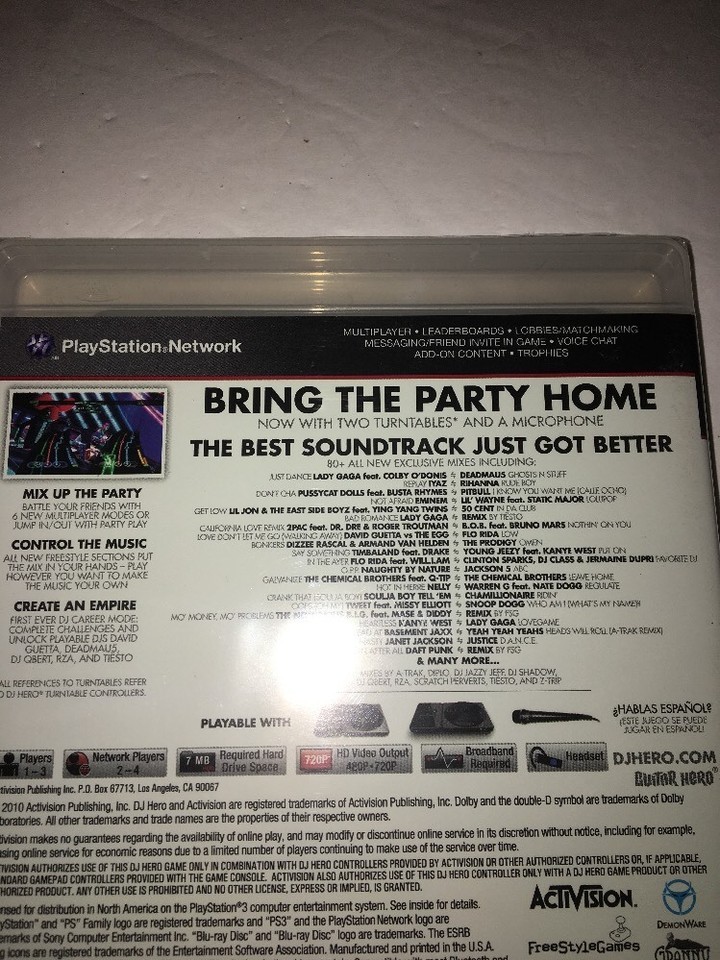 PlayStation®Network
MULTIPLAYER • LEADERBOARDS • LOBBIES/MATCHMAKING
MESSAGING/FRIEND INVITE IN GAME • VOICE CHAT
ADD-ON CONTENT • TROPHIES
BRING THE PARTY HOME
NOW WITH TWO TURNTABLES* AND A MICROPHONE
THE BEST SOUNDTRACK JUST GOT BETTER
80+ ALL NEW EXCLUSIVE MIXES INCLUDING:
JUST DANCE LADY GAGA feat. COLBY O'DONIS DEADMAU5 GHOSTS N STUFF
REPLAY IYAZ RIHANNA RUDE BOY
DON'T CHA PUSSYCAT DOLLS feat. BUSTA RHYMES PITBULL I KNOW YOU WANT ME (CALLE OCHO)
NOT AFRAID EMINEM LIL' WAYNE feat. STATIC MAJOR LOLLIPOP
GET LOW LIL JON & THE EAST SIDE BOYZ feat. YING YANG TWINS 50 CENT IN DA CLUB
BAD ROMANCE LADY GAGA REMIX BY TIËSTO
CALIFORNIA LOVE REMIX 2PAC feat. DR. DRE & ROGER TROUTMAN B.O.B. feat. BRUNO MARS NOTHIN' ON YOU
LOVE DON'T LET ME GO (WALKING AWAY) DAVID GUETTA vs THE EGG FLO RIDA LOW
BONKERS DIZZEE RASCAL & ARMAND VAN HELDEN THE PRODIGY OMEN
SAY SOMETHING TIMBALAND feat. DRAKE YOUNG JEEZY feat. KANYE WEST PUT ON
IN THE AYER FLO RIDA feat. WILL.I.AM CLINTON SPARKS, DJ CLASS & JERMAINE DUPRI FAVORITE DJ
O.P.P. NAUGHTY BY NATURE JACKSON 5 ABC
GALVANIZE THE CHEMICAL BROTHERS feat. Q-TIP THE CHEMICAL BROTHERS LEAVE HOME
HOT IN HERRE NELLY WARREN G feat. NATE DOGG REGULATE
CRANK THAT (SOULJA BOY) SOULJA BOY TELL 'EM CHAMILLIONAIRE RIDIN'
TWEET feat. MISSY ELLIOTT SNOOP DOGG WHO AM I (WHAT'S MY NAME)?
MO' MONEY, MO' PROBLEMS THE B.I.G. feat. MASE & DIDDY REMIX BY FSG
KANYE WEST LADY GAGA LOVEGAME
AT BASEMENT JAXX YEAH YEAH YEAHS HEADS WILL ROLL (A-TRAK REMIX)
JANET JACKSON JUSTICE D.A.N.C.E.
AFTER ALL DAFT PUNK REMIX BY FSG
& MANY MORE...
MIXES BY A-TRAK, DIPLO, DJ JAZZY JEFF, DJ SHADOW,
DJ QBERT, RZA, SCRATCH PERVERTS, TIËSTO, AND Z-TRIP
MIX UP THE PARTY
BATTLE YOUR FRIENDS WITH
6 NEW MULTIPLAYER MODES OR
JUMP IN/OUT WITH PARTY PLAY
CONTROL THE MUSIC
ALL NEW FREESTYLE SECTIONS PUT
THE MIX IN YOUR HANDS – PLAY
HOWEVER YOU WANT TO MAKE
THE MUSIC YOUR OWN
CREATE AN EMPIRE
FIRST EVER DJ CAREER MODE:
COMPLETE CHALLENGES AND
UNLOCK PLAYABLE DJS DAVID
GUETTA, DEADMAU5,
DJ QBERT, RZA, AND TIËSTO
ALL REFERENCES TO TURNTABLES REFER
TO DJ HERO® TURNTABLE CONTROLLERS.
PLAYABLE WITH
¿HABLAS ESPAÑOL?
¡ESTE JUEGO SE PUEDE
JUGAR EN ESPAÑOL!
Players
1–3
Network Players
2–4
7 MB
Required Hard
Drive Space
720P
HD Video Output
480P•720P
Broadband
Required
Headset
DJHERO.COM
GUITAR HERO®
Activision Publishing, Inc. P.O. Box 67713, Los Angeles, CA 90067
2010 Activision Publishing, Inc. DJ Hero and Activision are registered trademarks of Activision Publishing, Inc. Dolby and the double-D symbol are trademarks of Dolby
Laboratories. All other trademarks and trade names are the properties of their respective owners.
Activision makes no guarantees regarding the availability of online play, and may modify or discontinue online service in its discretion without notice, including for example,
ceasing online service for economic reasons due to a limited number of players continuing to make use of the service over time.
ACTIVISION AUTHORIZES USE OF THIS DJ HERO GAME ONLY IN COMBINATION WITH DJ HERO CONTROLLERS PROVIDED BY ACTIVISION OR OTHER AUTHORIZED CONTROLLERS OR, IF APPLICABLE,
STANDARD GAMEPAD CONTROLLERS PROVIDED WITH THE GAME CONSOLE. ACTIVISION ALSO AUTHORIZES USE OF THIS DJ HERO CONTROLLER ONLY WITH A DJ HERO GAME PRODUCT OR OTHER
AUTHORIZED PRODUCT. ANY OTHER USE IS PROHIBITED AND NO OTHER LICENSE, EXPRESS OR IMPLIED, IS GRANTED.
Licensed for distribution in North America on the PlayStation®3 computer entertainment system. See inside for details.
"PlayStation" and "PS" Family logo are registered trademarks and "PS3" and the PlayStation Network logo are
trademarks of Sony Computer Entertainment Inc. "Blu-ray Disc" and Blu-ray Disc" logo are trademarks. The ESRB
rating icons are registered trademarks of the Entertainment Software Association. Manufactured and printed in the U.S.A.
ACTIVISION.
DEMONWARE
FreeStyleGames
GRANNY